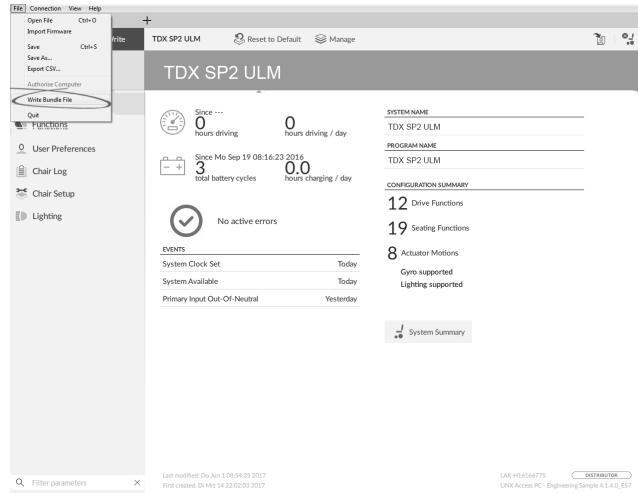 File Connection View Help
Open File Ctrl+O
Import Firmware
Save Ctrl+S
Save As...
Export CSV...
Authorise Computer
Write Bundle File
Quit
+
Write
TDX SP2 ULM Reset to Default Manage
TDX SP2 ULM
Functions
User Preferences
Chair Log
Chair Setup
Lighting
Since ---
0 0
hours driving hours driving / day
Since Mo Sep 19 08:16:23 2016
3 0.0
total battery cycles hours charging / day
No active errors
EVENTS
System Clock Set Today
System Available Today
Primary Input Out-Of-Neutral Yesterday
SYSTEM NAME
TDX SP2 ULM
PROGRAM NAME
TDX SP2 ULM
CONFIGURATION SUMMARY
12 Drive Functions
19 Seating Functions
8 Actuator Motions
Gyro supported
Lighting supported
System Summary
Filter parameters
Last modified: Do Jun 1 08:54:35 2017
First created: Di Mrz 14 22:02:03 2017
LAK-H16166775 DISTRIBUTOR
LiNX Access PC - Engineering Sample 4.1.4.0_ES7